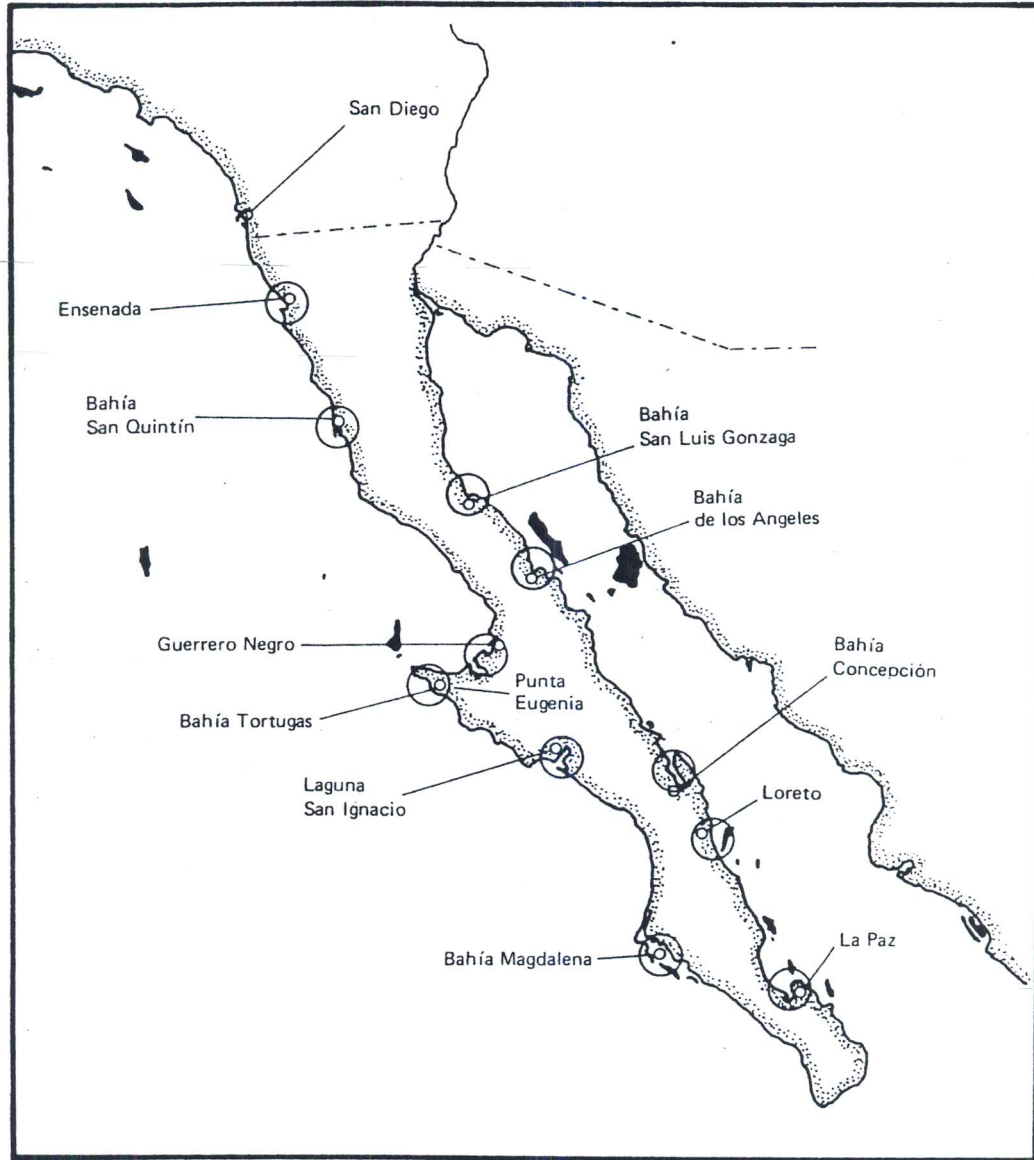 San Diego
Ensenada
Bahía
San Quintín
Bahía
San Luis Gonzaga
Bahía
de los Angeles
Guerrero Negro
Bahía
Concepción
Punta
Eugenia
Bahía Tortugas
Laguna
San Ignacio
Loreto
La Paz
Bahía Magdalena